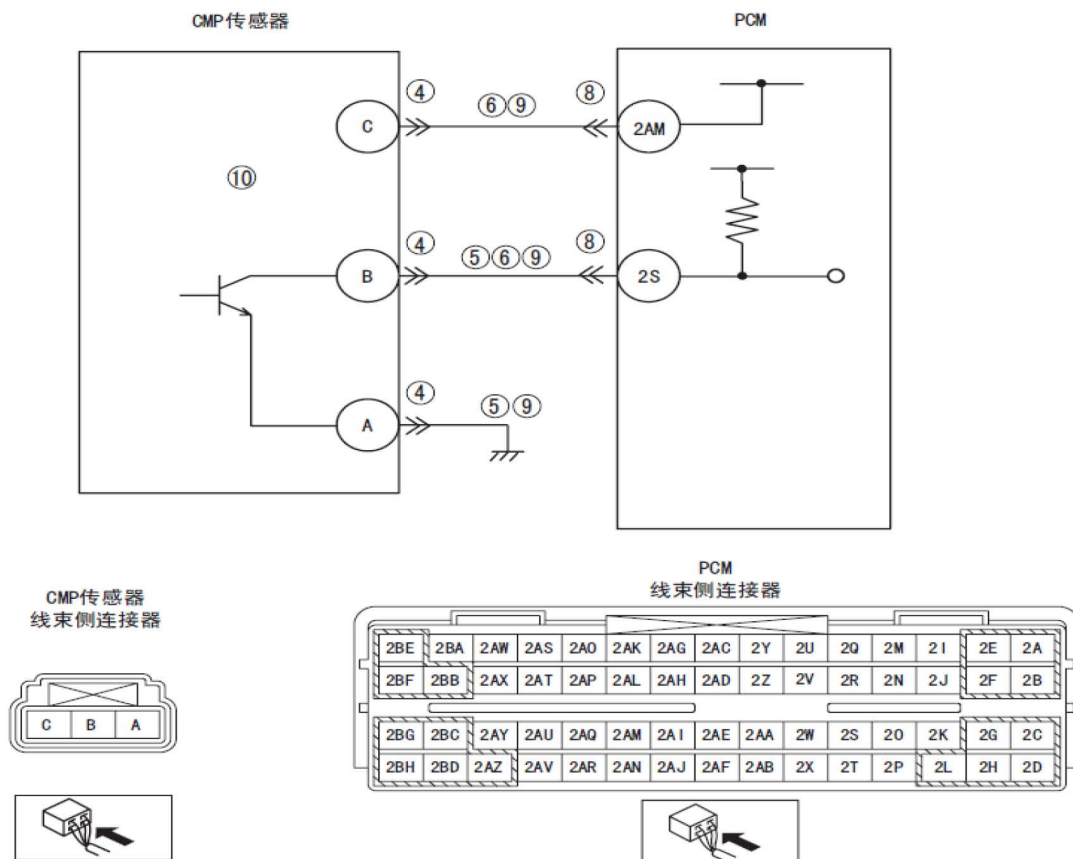 CMP传感器
PCM
④ ⑥⑨ ⑧
C 2AM
⑩
④ ⑤⑥⑨ ⑧
B 2S
④ ⑤⑨
A
CMP传感器
线束侧连接器
C B A
PCM
线束侧连接器
2BE 2BA 2AW 2AS 2AO 2AK 2AG 2AC 2Y 2U 2Q 2M 2I 2E 2A
2BF 2BB 2AX 2AT 2AP 2AL 2AH 2AD 2Z 2V 2R 2N 2J 2F 2B
2BG 2BC 2AY 2AU 2AQ 2AM 2AI 2AE 2AA 2W 2S 2O 2K 2G 2C
2BH 2BD 2AZ 2AV 2AR 2AN 2AJ 2AF 2AB 2X 2T 2P 2L 2H 2D